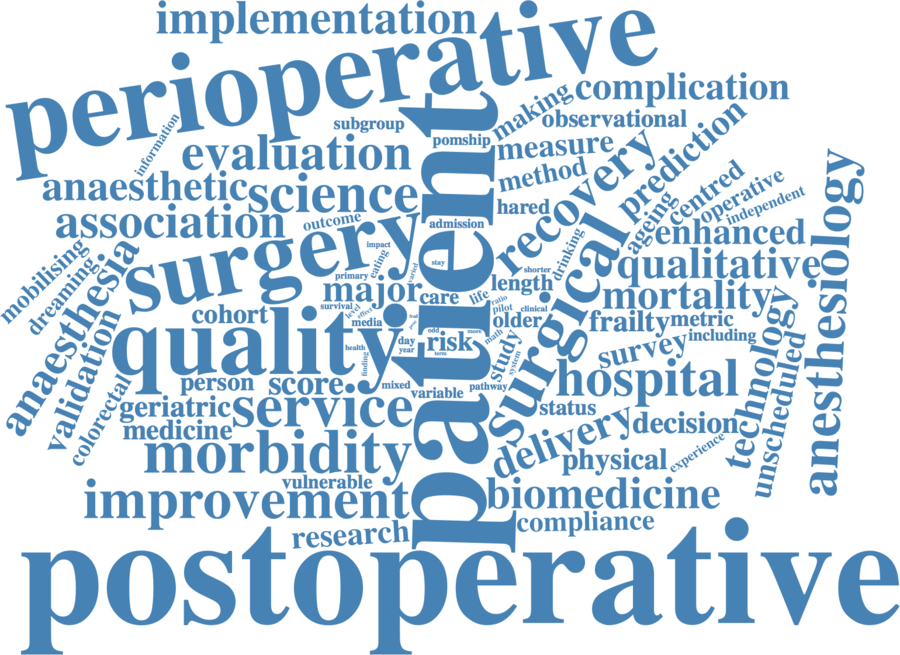 implementation
perioperative
patient
making
complication
information
subgroup
pomship
observational
evaluation
measure
prediction
anaesthetic
science
method
recovery
centred
operative
association
outcome
admission
hared
ageing
independent
anesthesiology
mobilising
surgery
impact
enhanced
dreaming
eating
stay
drinking
qualitative
anaesthesia
primary
varied
shorter
length
surgical
major
care
life
mortality
cohort
survival
level
effect
ratio
pilot
clinical
older
frailty
metric
quality
media
risk
odd
more
math
study
including
validation
health
day
year
term
system
survey
technology
colorectal
person
score
finding
mixed
variable
pathway
hospital
unscheduled
geriatric
service
status
medicine
delivery
decision
morbidity
physical
experience
vulnerable
improvement
biomedicine
research
compliance
postoperative